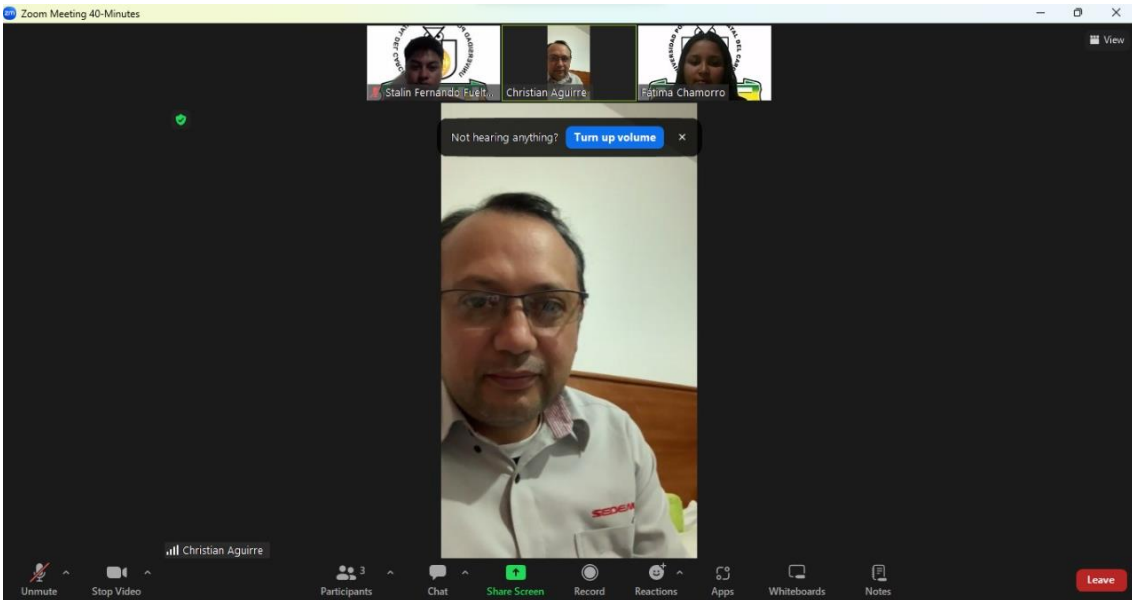 zm Zoom Meeting 40-Minutes
View
Stalin Fernando Fuelt...
Christian Aguirre
Fátima Chamorro
Not hearing anything? Turn up volume
SEDEM
Christian Aguirre
Unmute
Stop Video
Participants 3
Chat
Share Screen
Record
Reactions
Apps
Whiteboards
Notes
Leave